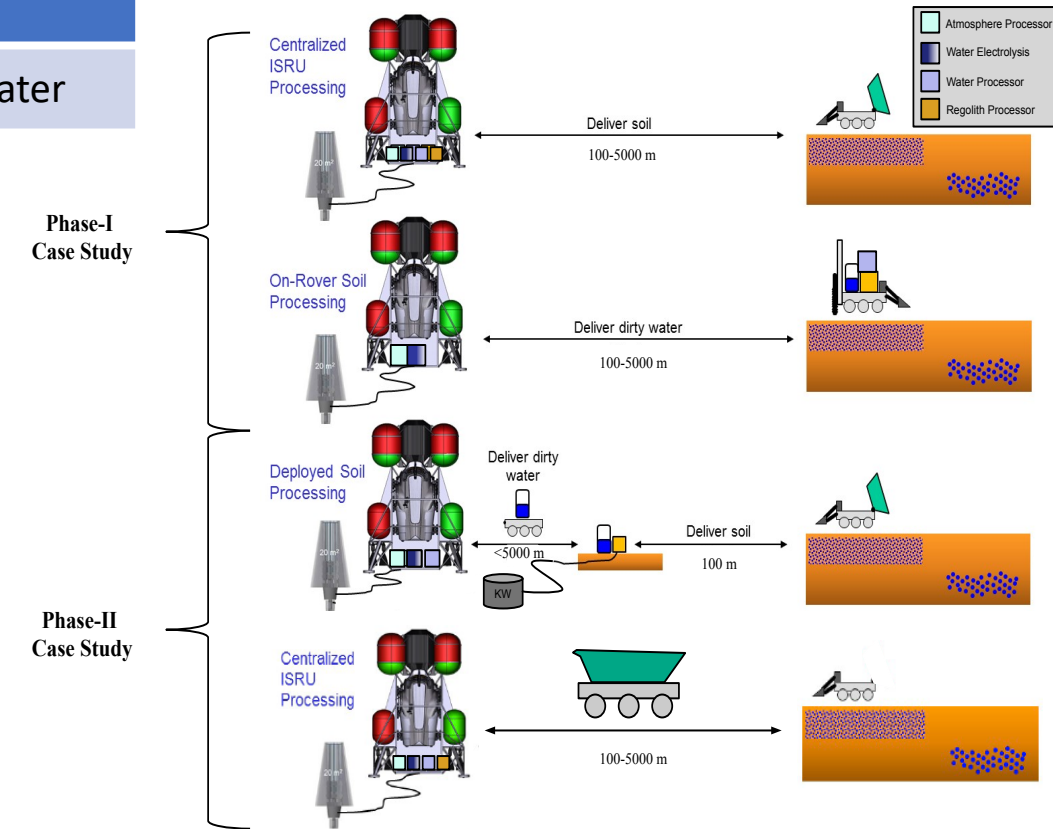 ater
Atmosphere Processor
Water Electrolysis
Water Processor
Regolith Processor
Phase-I
Case Study
Centralized
ISRU
Processing
20 m²
Deliver soil
100-5000 m
On-Rover Soil
Processing
20 m²
Deliver dirty water
100-5000 m
Phase-II
Case Study
Deployed Soil
Processing
20 m²
Deliver dirty
water
<5000 m
KW
Deliver soil
100 m
Centralized
ISRU
Processing
20 m²
100-5000 m